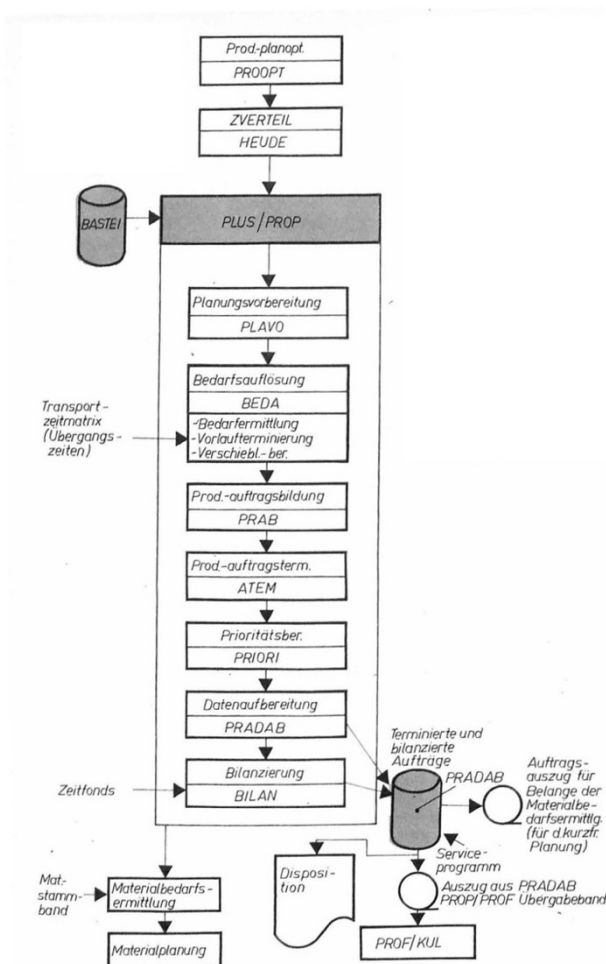 Prod.-planopt.
PROOPT
ZVERTEIL
HEUDE
BASTEI
PLUS/PROP
Planungsvorbereitung
PLAVO
Bedarfsauflösung
BEDA
-Bedarfermittlung
-Vorlaufterminierung
-Verschiebl.-ber.
Transport-
zeitmatrix
(Übergangs-
zeiten)
Prod.-auftragsbildung
PRAB
Prod.-auftragsterm.
ATEM
Prioritätsber.
PRIORI
Datenaufbereitung
PRADAB
Bilanzierung
BILAN
Zeitfonds
Terminierte und
bilanzierte
Aufträge
PRADAB
Auftrags-
auszug für
Belange der
Materialbe-
darfsermittlg.
(für d. kurzfr.
Planung)
Service-
programm
Disposi-
tion
Auszug aus PRADAB
PROP/PROF Übergabeband
PROF/KUL
Mat.-
stamm-
band
Materialbedarfs-
ermittlung
Materialplanung